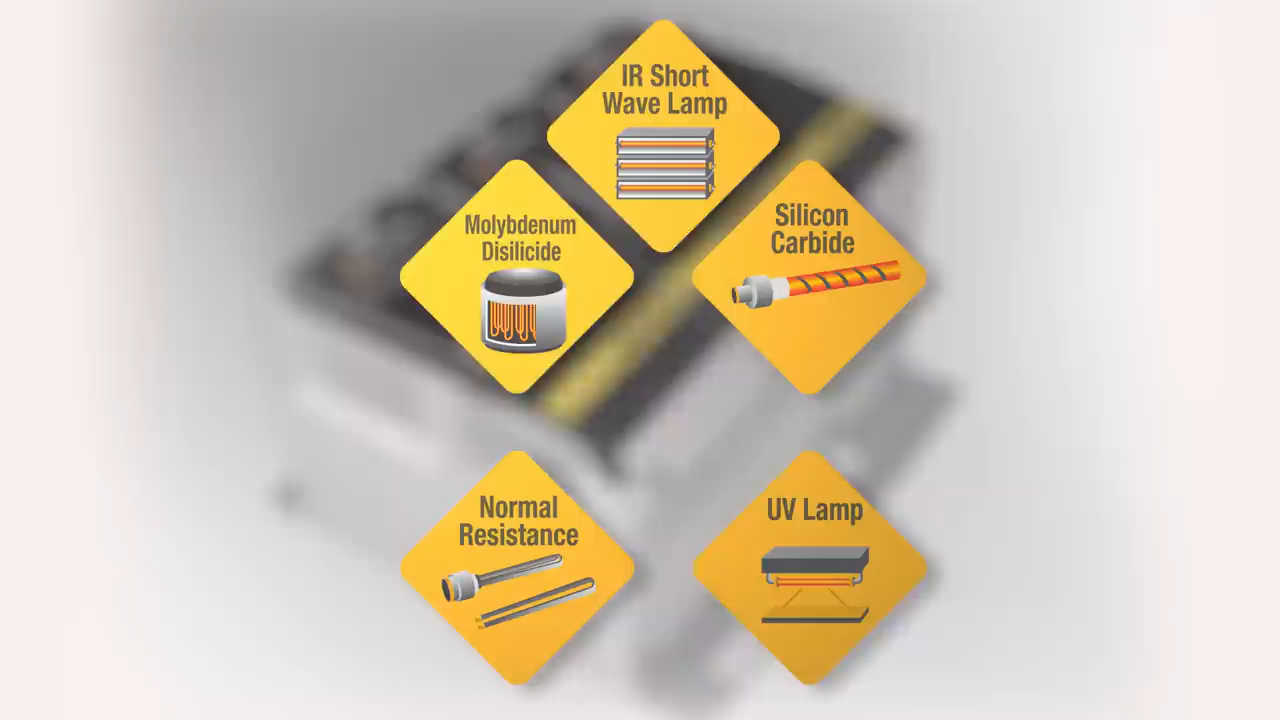 IR Short
Wave Lamp
Molybdenum
Disilicide
Silicon
Carbide
Normal
Resistance
UV Lamp